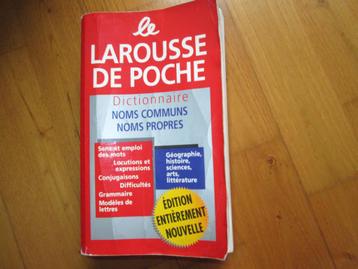 le
LAROUSSE
DE POCHE
Dictionnaire
NOMS COMMUNS
NOMS PROPRES
Sens et emploi
des mots
Locutions et
expressions
Conjugaisons
Difficultés
Grammaire
Modèles de
lettres
Géographie,
histoire,
sciences,
arts,
littérature
ÉDITION
ENTIÈREMENT
NOUVELLE